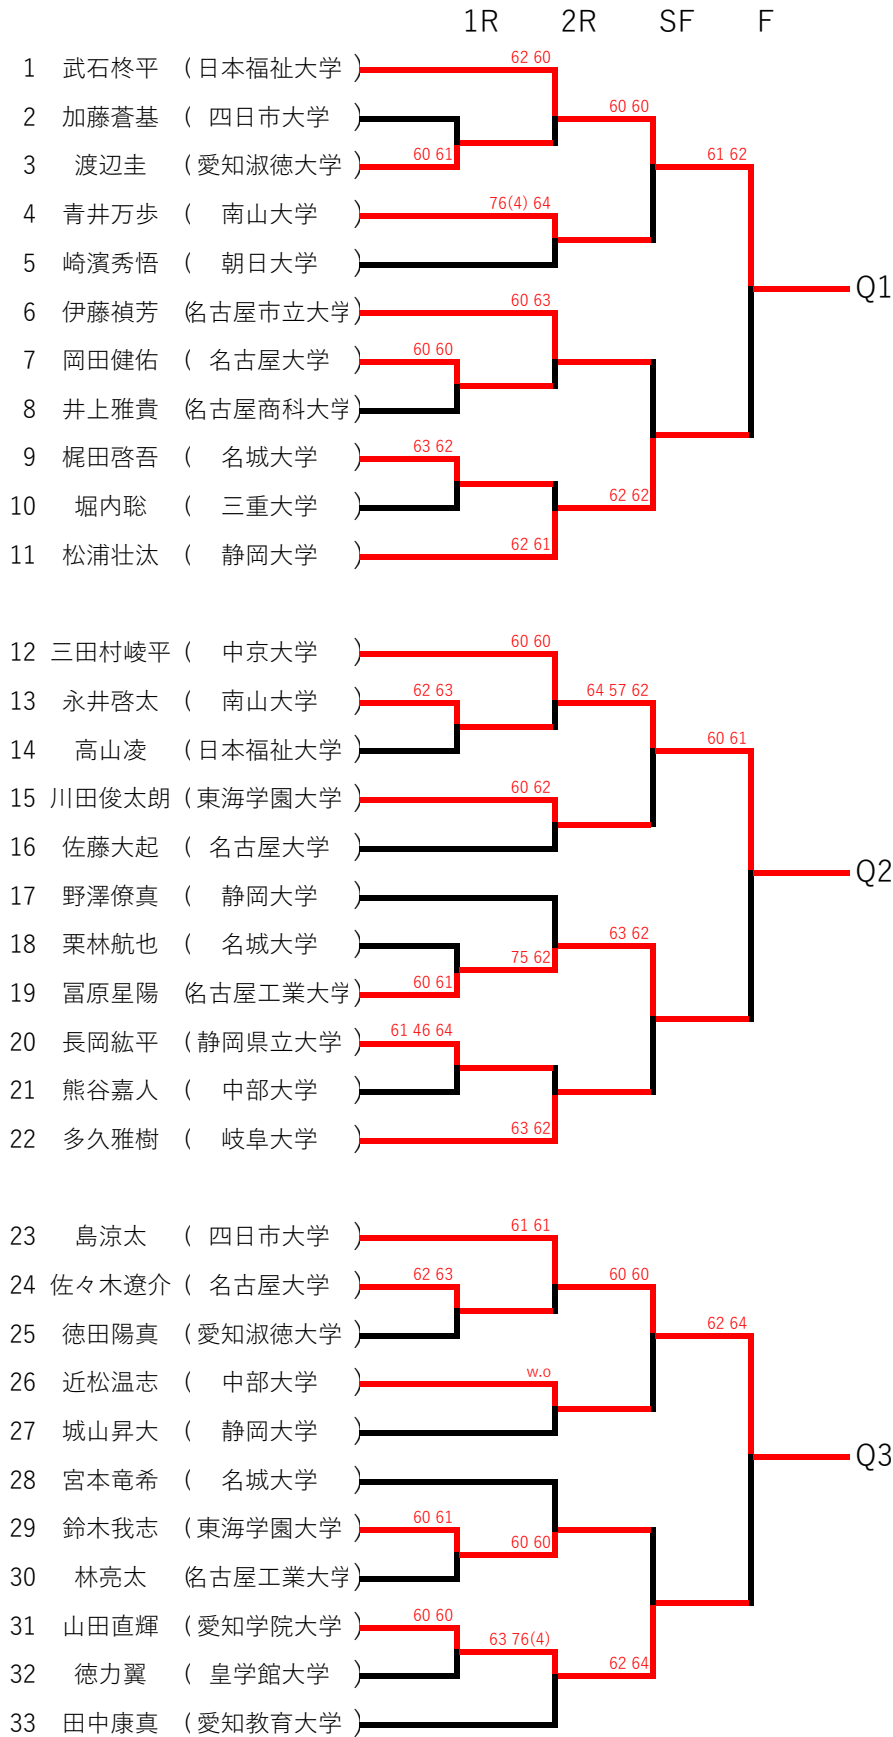 1R 2R SF F
62 60
1 武石柊平 ( 日本福祉大学 )
60 60
2 加藤蒼基 ( 四日市大学 )
60 61 61 62
3 渡辺圭 ( 愛知淑徳大学 )
76(4) 64
4 青井万歩 ( 南山大学 )
5 崎濱秀悟 ( 朝日大学 )
Q1
60 63
6 伊藤禎芳 ( 名古屋市立大学 )
60 60
7 岡田健佑 ( 名古屋大学 )
8 井上雅貴 ( 名古屋商科大学 )
63 62
9 梶田啓吾 ( 名城大学 )
62 62
10 堀内聡 ( 三重大学 )
62 61
11 松浦壮汰 ( 静岡大学 )
60 60
12 三田村崚平 ( 中京大学 )
62 63 64 57 62
13 永井啓太 ( 南山大学 )
60 61
14 高山凌 ( 日本福祉大学 )
60 62
15 川田俊太朗 ( 東海学園大学 )
16 佐藤大起 ( 名古屋大学 )
Q2
17 野澤僚真 ( 静岡大学 )
63 62
18 栗林航也 ( 名城大学 )
75 62
60 61
19 冨原星陽 ( 名古屋工業大学 )
61 46 64
20 長岡紘平 ( 静岡県立大学 )
21 熊谷嘉人 ( 中部大学 )
63 62
22 多久雅樹 ( 岐阜大学 )
61 61
23 島涼太 ( 四日市大学 )
62 63 60 60
24 佐々木遼介 ( 名古屋大学 )
62 64
25 徳田陽真 ( 愛知淑徳大学 )
w.o
26 近松温志 ( 中部大学 )
27 城山昇大 ( 静岡大学 )
Q3
28 宮本竜希 ( 名城大学 )
60 61
29 鈴木我志 ( 東海学園大学 )
60 60
30 林亮太 ( 名古屋工業大学 )
60 60
31 山田直輝 ( 愛知学院大学 )
63 76(4)
62 64
32 徳力翼 ( 皇学館大学 )
33 田中康真 ( 愛知教育大学 )